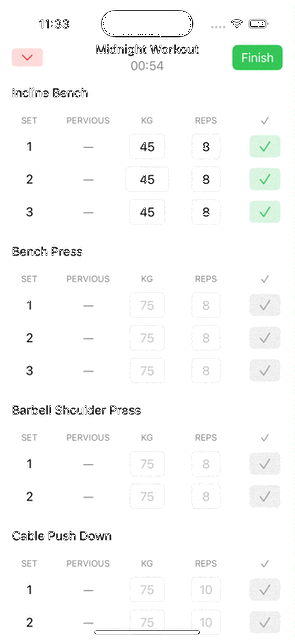 11:33
Midnight Workout
00:54
Finish
Incline Bench
SET PERVIOUS KG REPS ✓
1 — 45 8 ✓
2 — 45 8 ✓
3 — 45 8 ✓
Bench Press
SET PERVIOUS KG REPS ✓
1 — 75 8 ✓
2 — 75 8 ✓
3 — 75 8 ✓
Barbell Shoulder Press
SET PERVIOUS KG REPS ✓
1 — 75 8 ✓
2 — 75 8 ✓
Cable Push Down
SET PERVIOUS KG REPS ✓
1 — 75 10 ✓
2 — 75 10 ✓